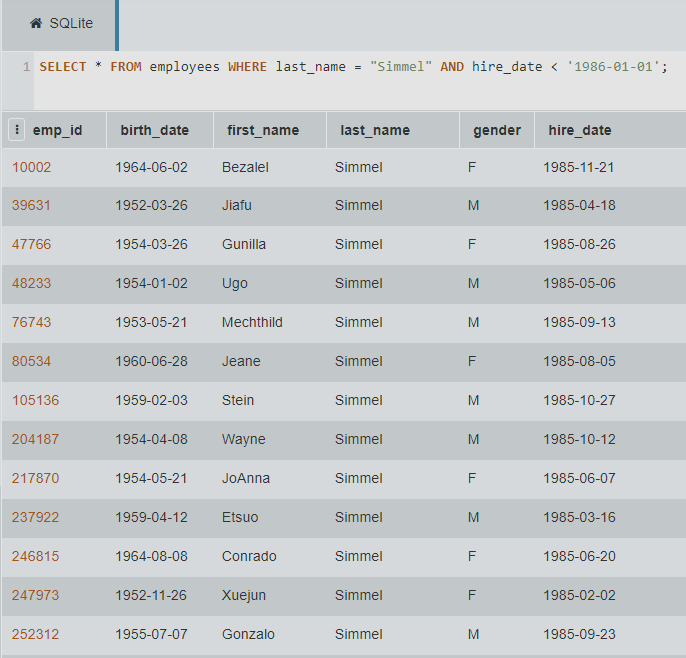 SQLite
1 SELECT * FROM employees WHERE last_name = "Simmel" AND hire_date < '1986-01-01';
emp_id birth_date first_name last_name gender hire_date
10002 1964-06-02 Bezalel Simmel F 1985-11-21
39631 1952-03-26 Jiafu Simmel M 1985-04-18
47766 1954-03-26 Gunilla Simmel F 1985-08-26
48233 1954-01-02 Ugo Simmel M 1985-05-06
76743 1953-05-21 Mechthild Simmel M 1985-09-13
80534 1960-06-28 Jeane Simmel F 1985-08-05
105136 1959-02-03 Stein Simmel M 1985-10-27
204187 1954-04-08 Wayne Simmel M 1985-10-12
217870 1954-05-21 JoAnna Simmel F 1985-06-07
237922 1959-04-12 Etsuo Simmel M 1985-03-16
246815 1964-08-08 Conrado Simmel F 1985-06-20
247973 1952-11-26 Xuejun Simmel F 1985-02-02
252312 1955-07-07 Gonzalo Simmel M 1985-09-23